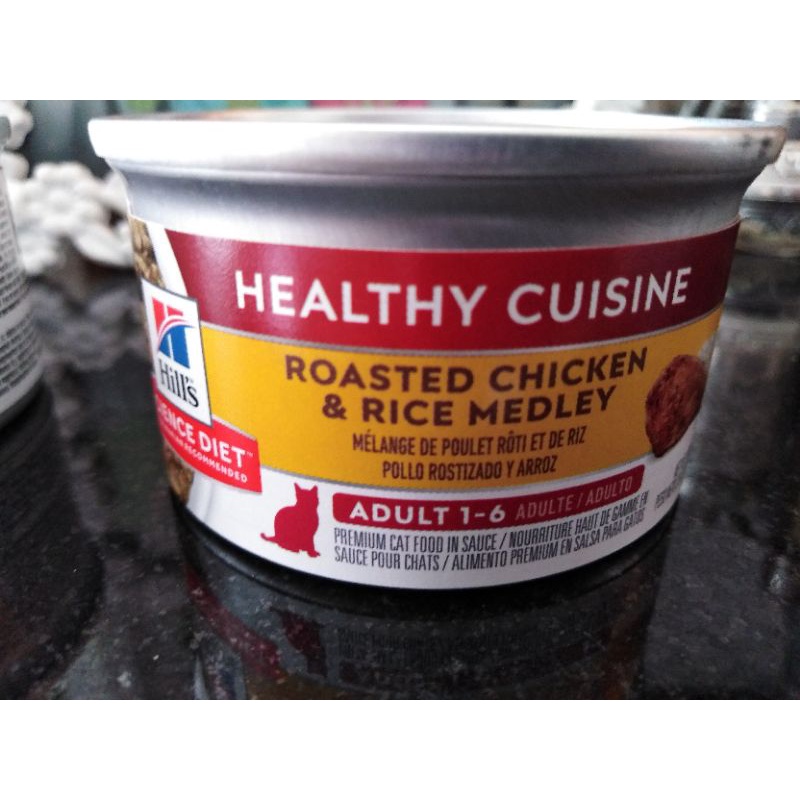 HEALTHY CUISINE
Hill's
ROASTED CHICKEN
& RICE MEDLEY
MÉLANGE DE POULET RÔTI ET DE RIZ
POLLO ROSTIZADO Y ARROZ
DIET™
RECOMMENDED
ADULT 1-6 ADULTE / ADULTO
PREMIUM CAT FOOD IN SAUCE / NOURRITURE HAUT DE GAMME EN
SAUCE POUR CHATS / ALIMENTO PREMIUM EN SALSA PARA GATOS